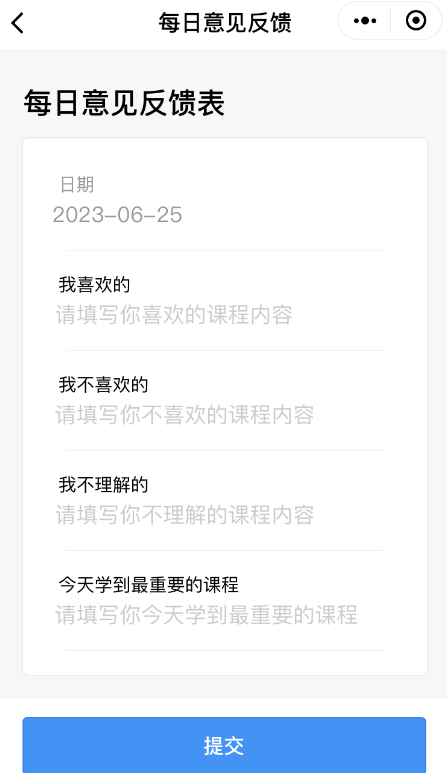 每日意见反馈
每日意见反馈表
日期
2023-06-25
我喜欢的
请填写你喜欢的课程内容
我不喜欢的
请填写你不喜欢的课程内容
我不理解的
请填写你不理解的课程内容
今天学到最重要的课程
请填写你今天学到最重要的课程
提交